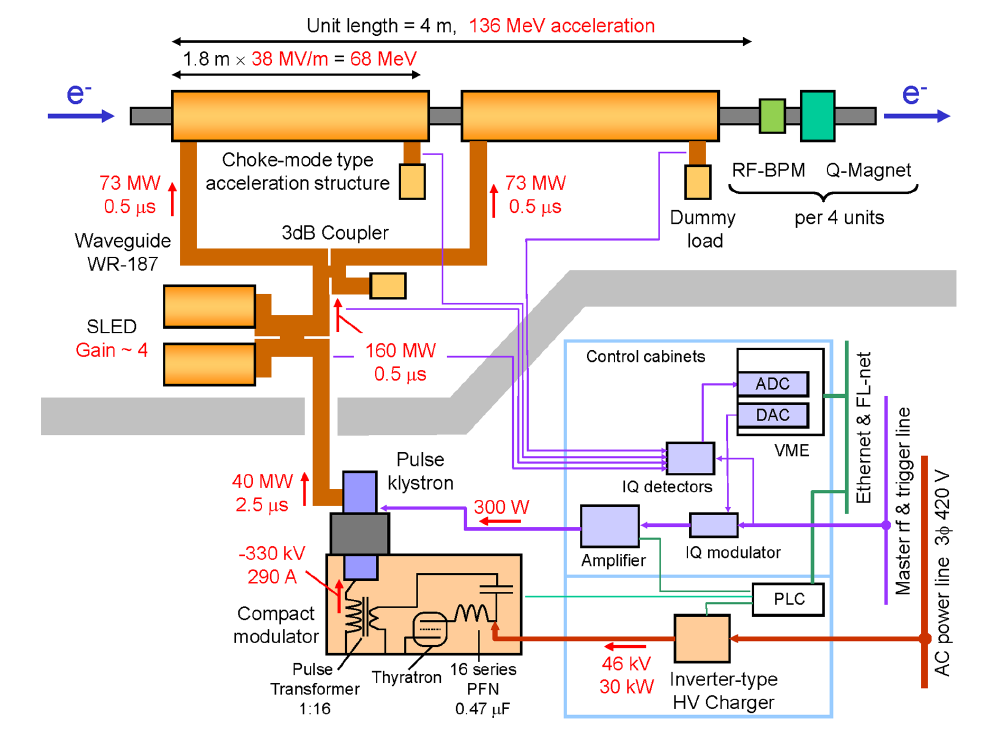 Unit length = 4 m, 136 MeV acceleration
1.8 m × 38 MV/m = 68 MeV
e-
e-
Choke-mode type
acceleration structure
RF-BPM
Q-Magnet
per 4 units
73 MW
0.5 µs
73 MW
0.5 µs
Dummy
load
3dB Coupler
Waveguide
WR-187
SLED
Gain ~ 4
160 MW
0.5 µs
Control cabinets
ADC
DAC
VME
Ethernet & FL-net
Master rf & trigger line
AC power line 3ϕ 420 V
IQ detectors
Pulse
klystron
40 MW
2.5 µs
300 W
Amplifier
IQ modulator
-330 kV
290 A
Compact
modulator
PLC
Pulse
Transformer
1:16
Thyratron
16 series
PFN
0.47 µF
46 kV
30 kW
Inverter-type
HV Charger